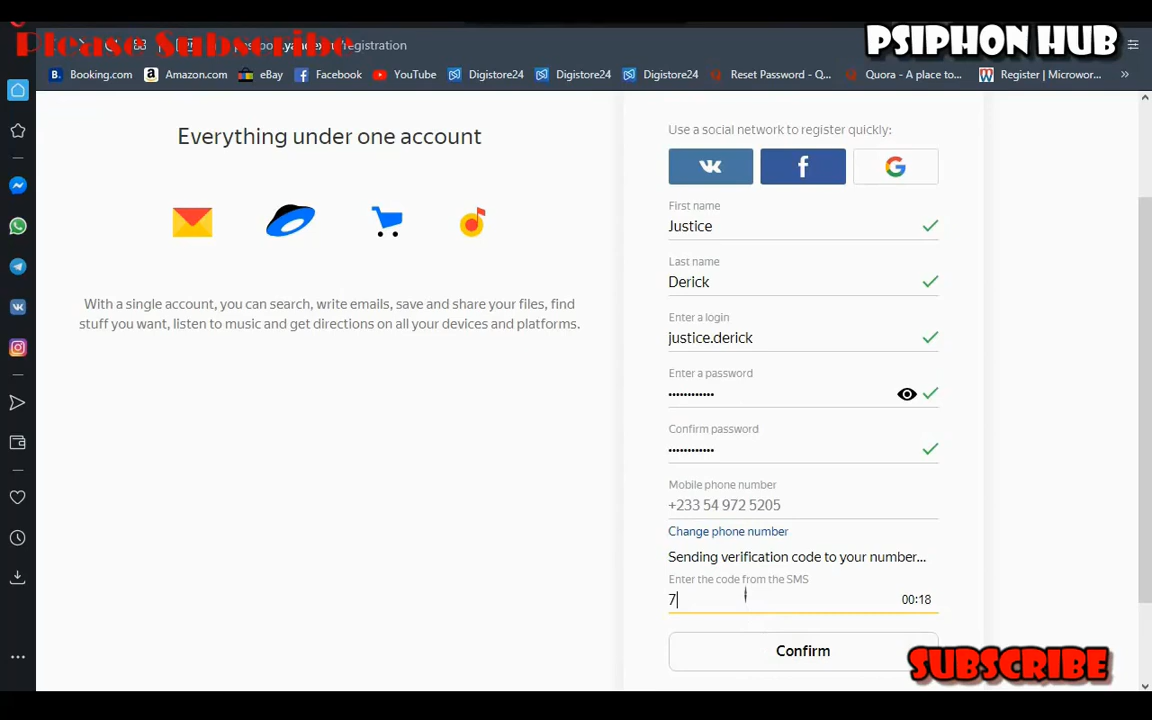 Please Subscribe
PSIPHON HUB
registration
Booking.com
Amazon.com
eBay
Facebook
YouTube
Digistore24
Digistore24
Digistore24
Reset Password - Q...
Quora - A place to...
Register | Microwor...
»
Everything under one account
With a single account, you can search, write emails, save and share your files, find
stuff you want, listen to music and get directions on all your devices and platforms.
Use a social network to register quickly:
First name
Justice
Last name
Derick
Enter a login
justice.derick
Enter a password
••••••••••••
Confirm password
••••••••••••
Mobile phone number
+233 54 972 5205
Change phone number
Sending verification code to your number...
Enter the code from the SMS
7
00:18
Confirm
SUBSCRIBE